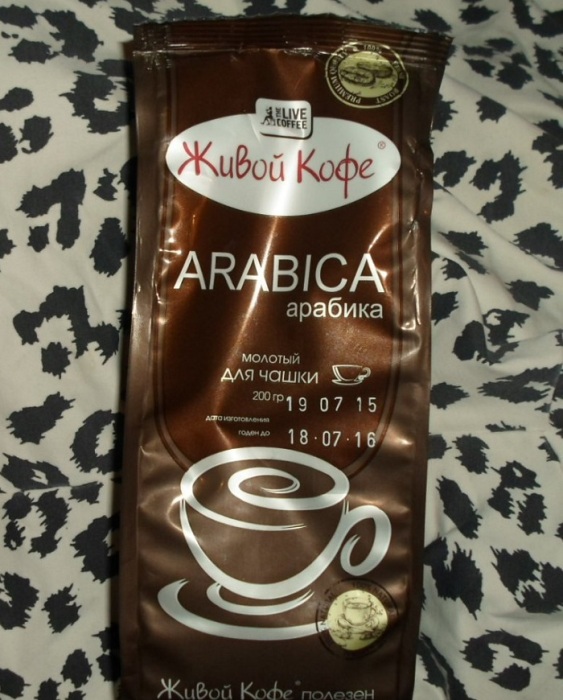 THE LIVE
COFFEE
Живой Кофе®
ARABICA
арабика
молотый
для чашки
200 гр
19 07 15
дата изготовления
годен до
18·07·16
Живой Кофе® полезен